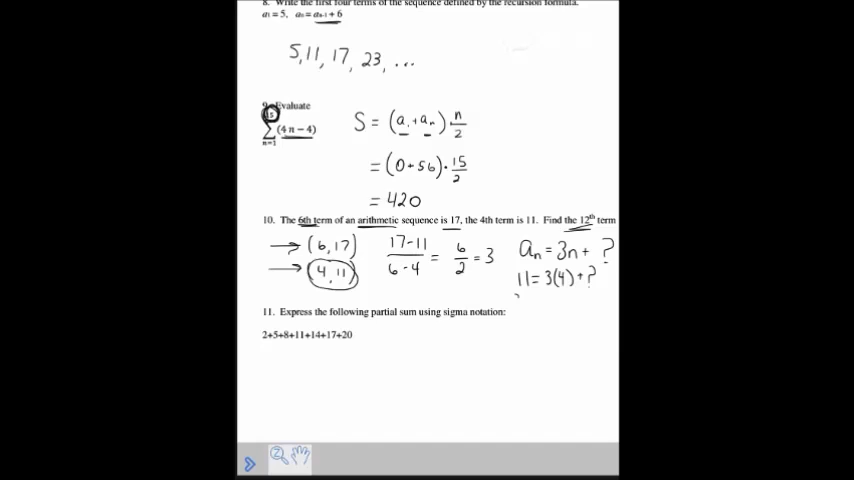 8. Write the first four terms of the sequence defined by the recursion formula.
a₁ = 5, aₙ = aₙ₋₁ + 6
5, 11, 17, 23, ...
9. Evaluate
15
∑ (4n − 4)
n=1
S = (a₁ + aₙ) · n/2
= (0 + 56) · 15/2
= 420
10. The 6th term of an arithmetic sequence is 17, the 4th term is 11. Find the 12th term
→ (6, 17)
→ (4, 11)
17-11 / 6-4 = 6/2 = 3
aₙ = 3n + ?
11 = 3(4) + ?
11. Express the following partial sum using sigma notation:
2+5+8+11+14+17+20